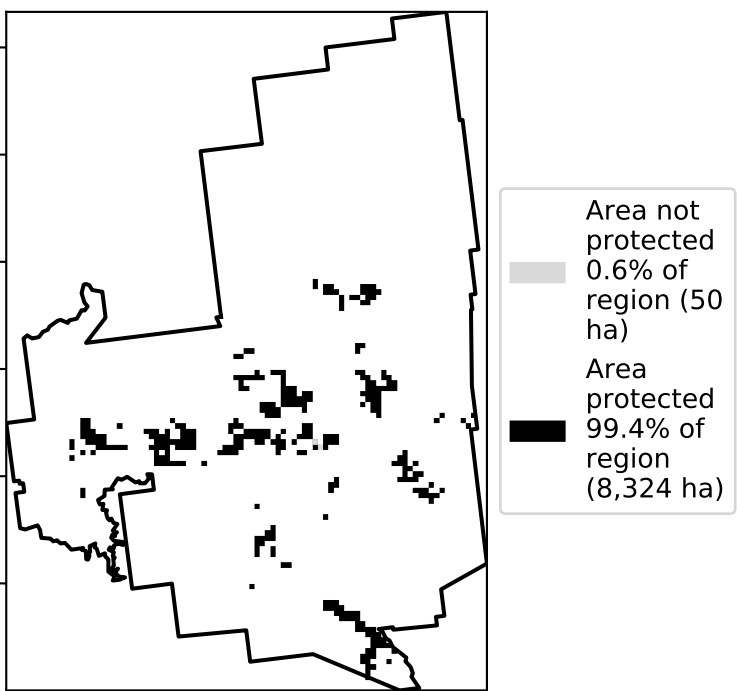 Area not
protected
0.6% of
region (50
ha)
Area
protected
99.4% of
region
(8,324 ha)